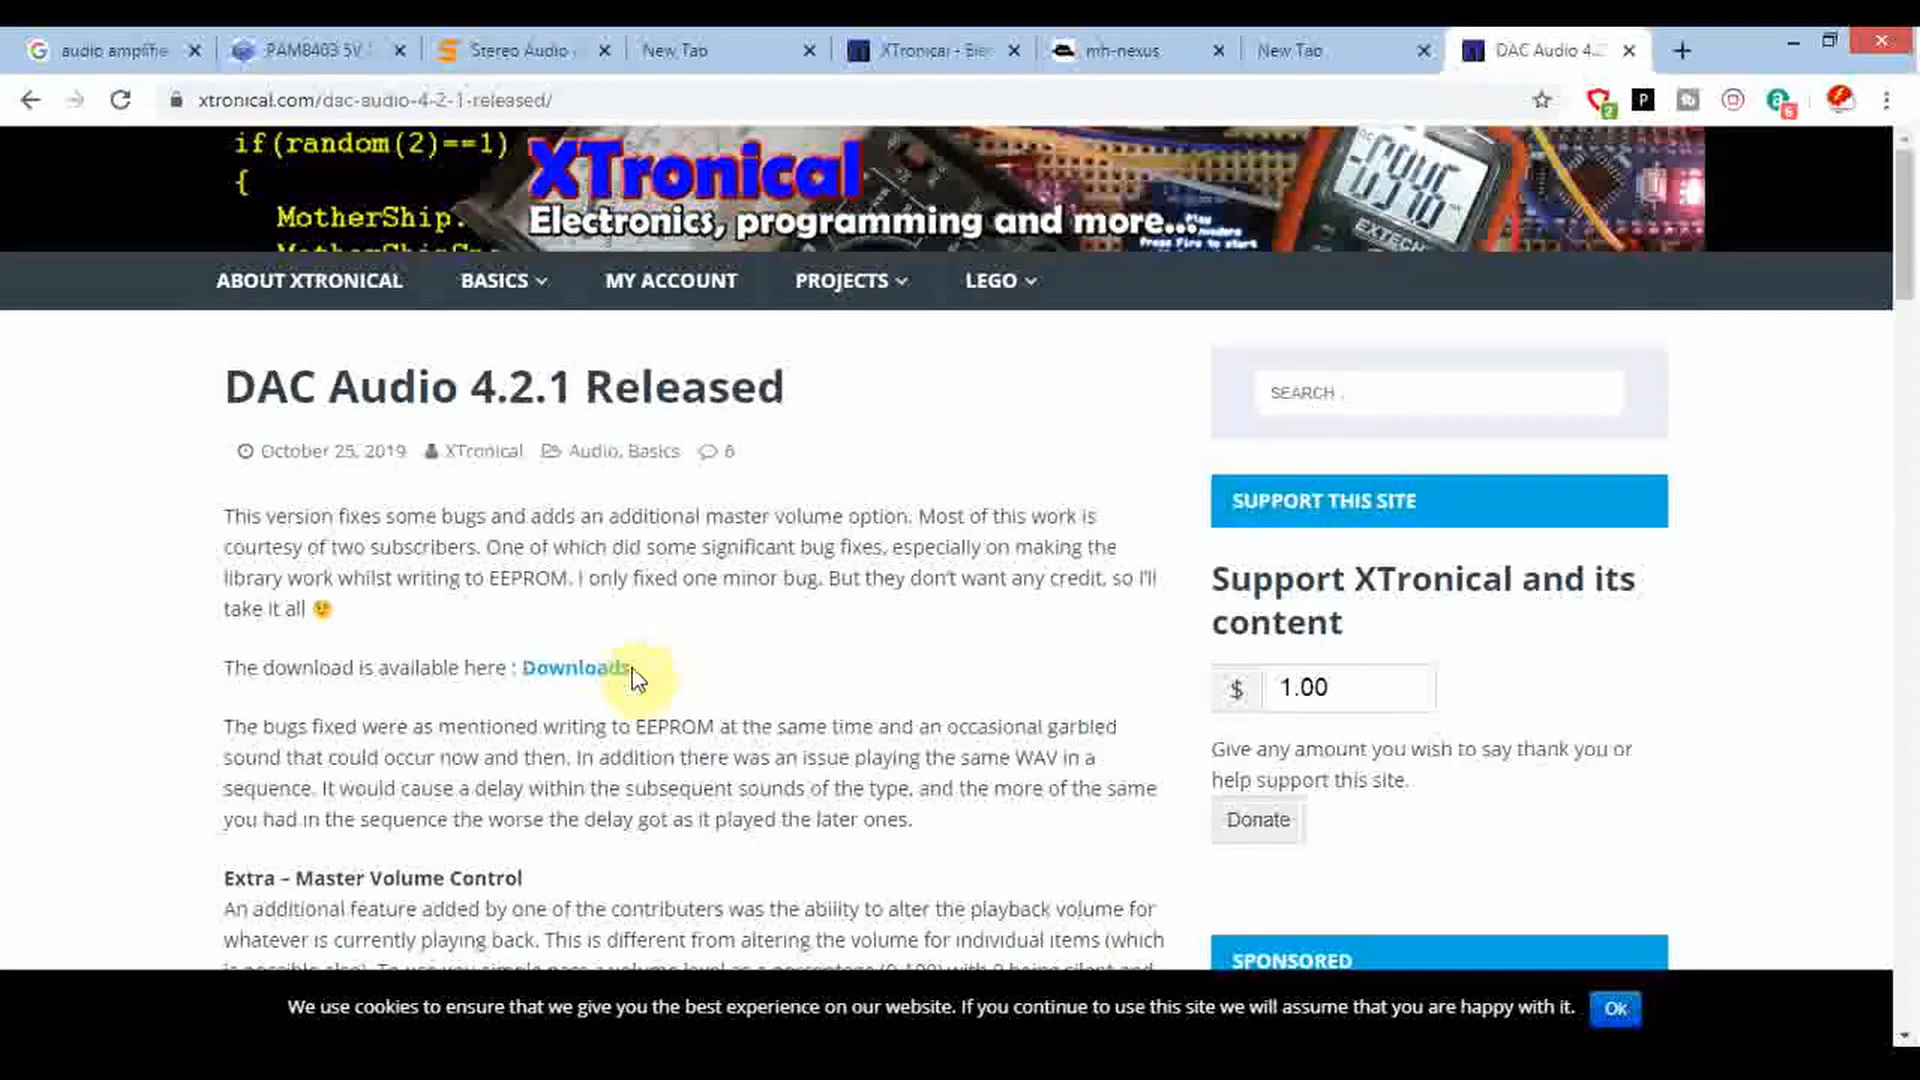 audio amplifie
PAM8403 5V
Stereo Audio
New Tab
XTronical - Elec
mh-nexus
New Tab
DAC Audio 4.2
xtronical.com/dac-audio-4-2-1-released/
if(random(2)==1)
{
MotherShip.
XTronical
Electronics, programming and more...
Press Fire to start
EXTECH
ABOUT XTRONICAL
BASICS
MY ACCOUNT
PROJECTS
LEGO
DAC Audio 4.2.1 Released
October 25, 2019 XTronical Audio, Basics 6
This version fixes some bugs and adds an additional master volume option. Most of this work is
courtesy of two subscribers. One of which did some significant bug fixes, especially on making the
library work whilst writing to EEPROM. I only fixed one minor bug. But they don't want any credit, so I'll
take it all
The download is available here : Downloads
The bugs fixed were as mentioned writing to EEPROM at the same time and an occasional garbled
sound that could occur now and then. In addition there was an issue playing the same WAV in a
sequence. It would cause a delay within the subsequent sounds of the type, and the more of the same
you had in the sequence the worse the delay got as it played the later ones.
Extra – Master Volume Control
An additional feature added by one of the contributers was the ability to alter the playback volume for
whatever is currently playing back. This is different from altering the volume for individual items (which
SEARCH
SUPPORT THIS SITE
Support XTronical and its
content
$ 1.00
Give any amount you wish to say thank you or
help support this site.
Donate
SPONSORED
We use cookies to ensure that we give you the best experience on our website. If you continue to use this site we will assume that you are happy with it.
Ok